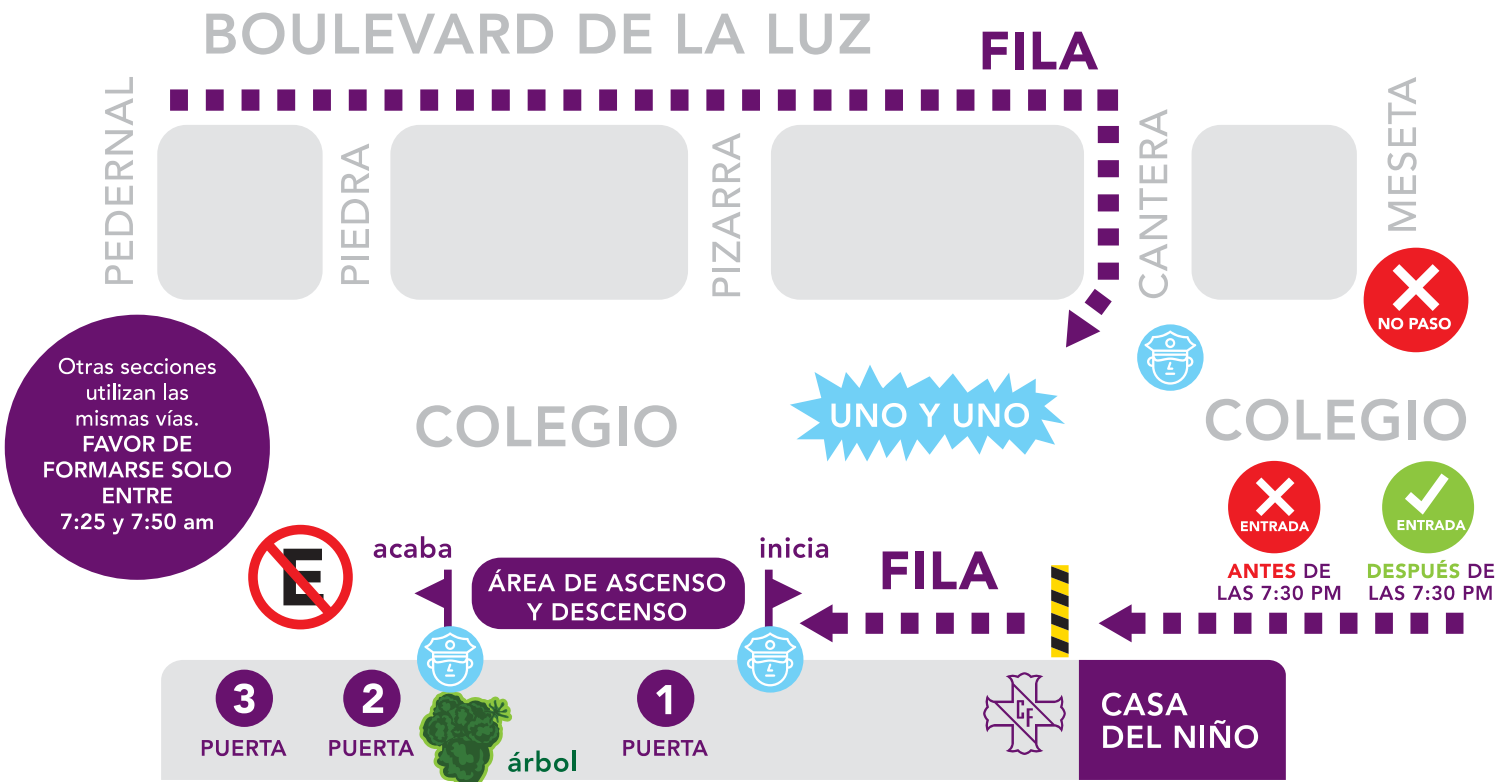 BOULEVARD DE LA LUZ
FILA
PEDERNAL
PIEDRA
PIZARRA
CANTERA
MESETA
NO PASO
Otras secciones
utilizan las
mismas vías.
FAVOR DE
FORMARSE SOLO
ENTRE
7:25 y 7:50 am
COLEGIO
UNO Y UNO
COLEGIO
ENTRADA
ANTES DE
LAS 7:30 PM
ENTRADA
DESPUÉS DE
LAS 7:30 PM
E
acaba
ÁREA DE ASCENSO
Y DESCENSO
inicia
FILA
3
PUERTA
2
PUERTA
árbol
1
PUERTA
CF
CASA
DEL NIÑO